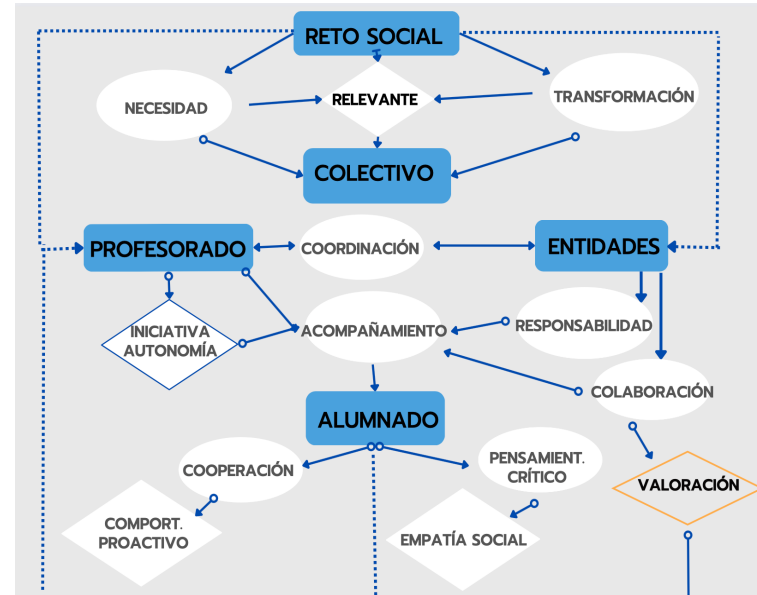 RETO SOCIAL
NECESIDAD
RELEVANTE
TRANSFORMACIÓN
COLECTIVO
PROFESORADO
COORDINACIÓN
ENTIDADES
INICIATIVA
AUTONOMÍA
ACOMPAÑAMIENTO
RESPONSABILIDAD
COLABORACIÓN
ALUMNADO
COOPERACIÓN
PENSAMIENT.
CRÍTICO
VALORACIÓN
COMPORT.
PROACTIVO
EMPATÍA SOCIAL